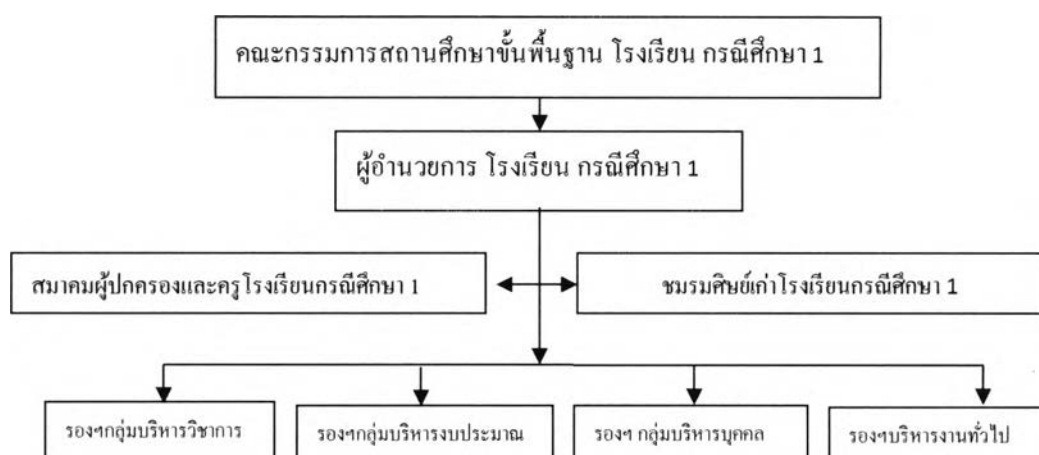 คณะกรรมการสถานศึกษาขั้นพื้นฐาน โรงเรียน กรณีศึกษา 1
ผู้อำนวยการ โรงเรียน กรณีศึกษา 1
สมาคมผู้ปกครองและครูโรงเรียนกรณีศึกษา 1
ชมรมศิษย์เก่าโรงเรียนกรณีศึกษา 1
รองฯกลุ่มบริหารวิชาการ
รองฯกลุ่มบริหารงบประมาณ
รองฯ กลุ่มบริหารบุคคล
รองฯบริหารงานทั่วไป